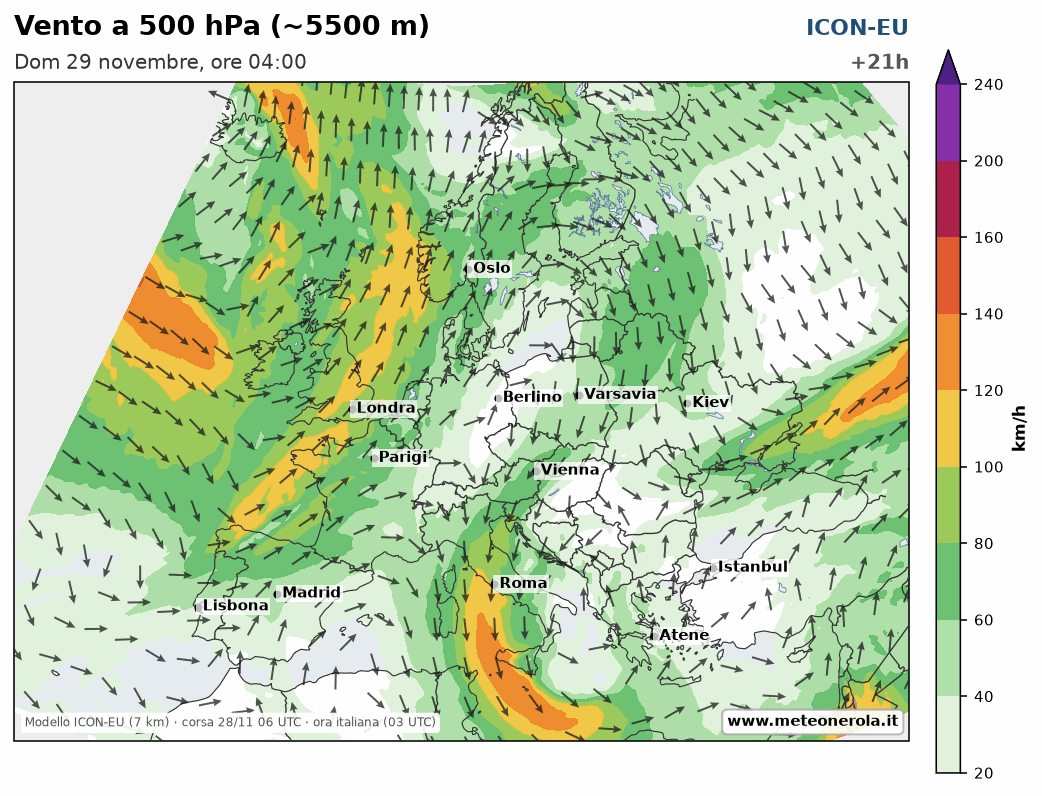 Vento a 500 hPa (~5500 m)
ICON-EU
Dom 29 novembre, ore 04:00
+21h
240
200
160
140
120
100
80
60
40
20
km/h
Oslo
Berlino
Varsavia
Kiev
Londra
Parigi
Vienna
Istanbul
Roma
Madrid
Lisbona
Atene
Modello ICON-EU (7 km) · corsa 28/11 06 UTC · ora italiana (03 UTC)
www.meteonerola.it